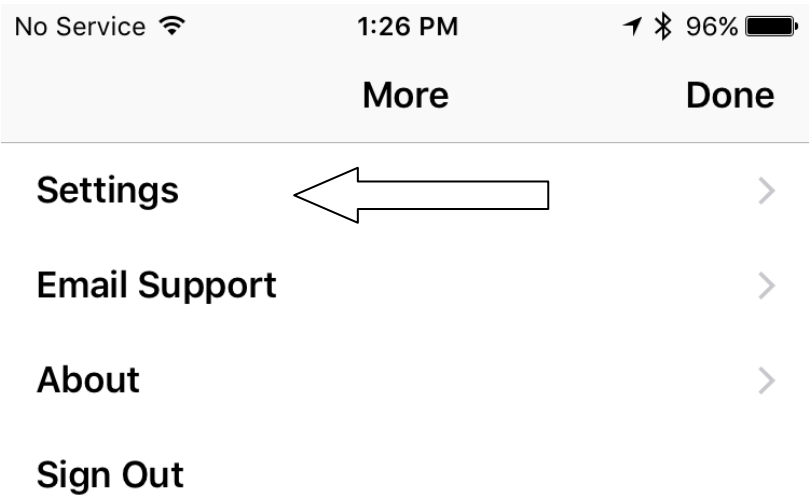 No Service 1:26 PM 96%
More Done
Settings
Email Support
About
Sign Out